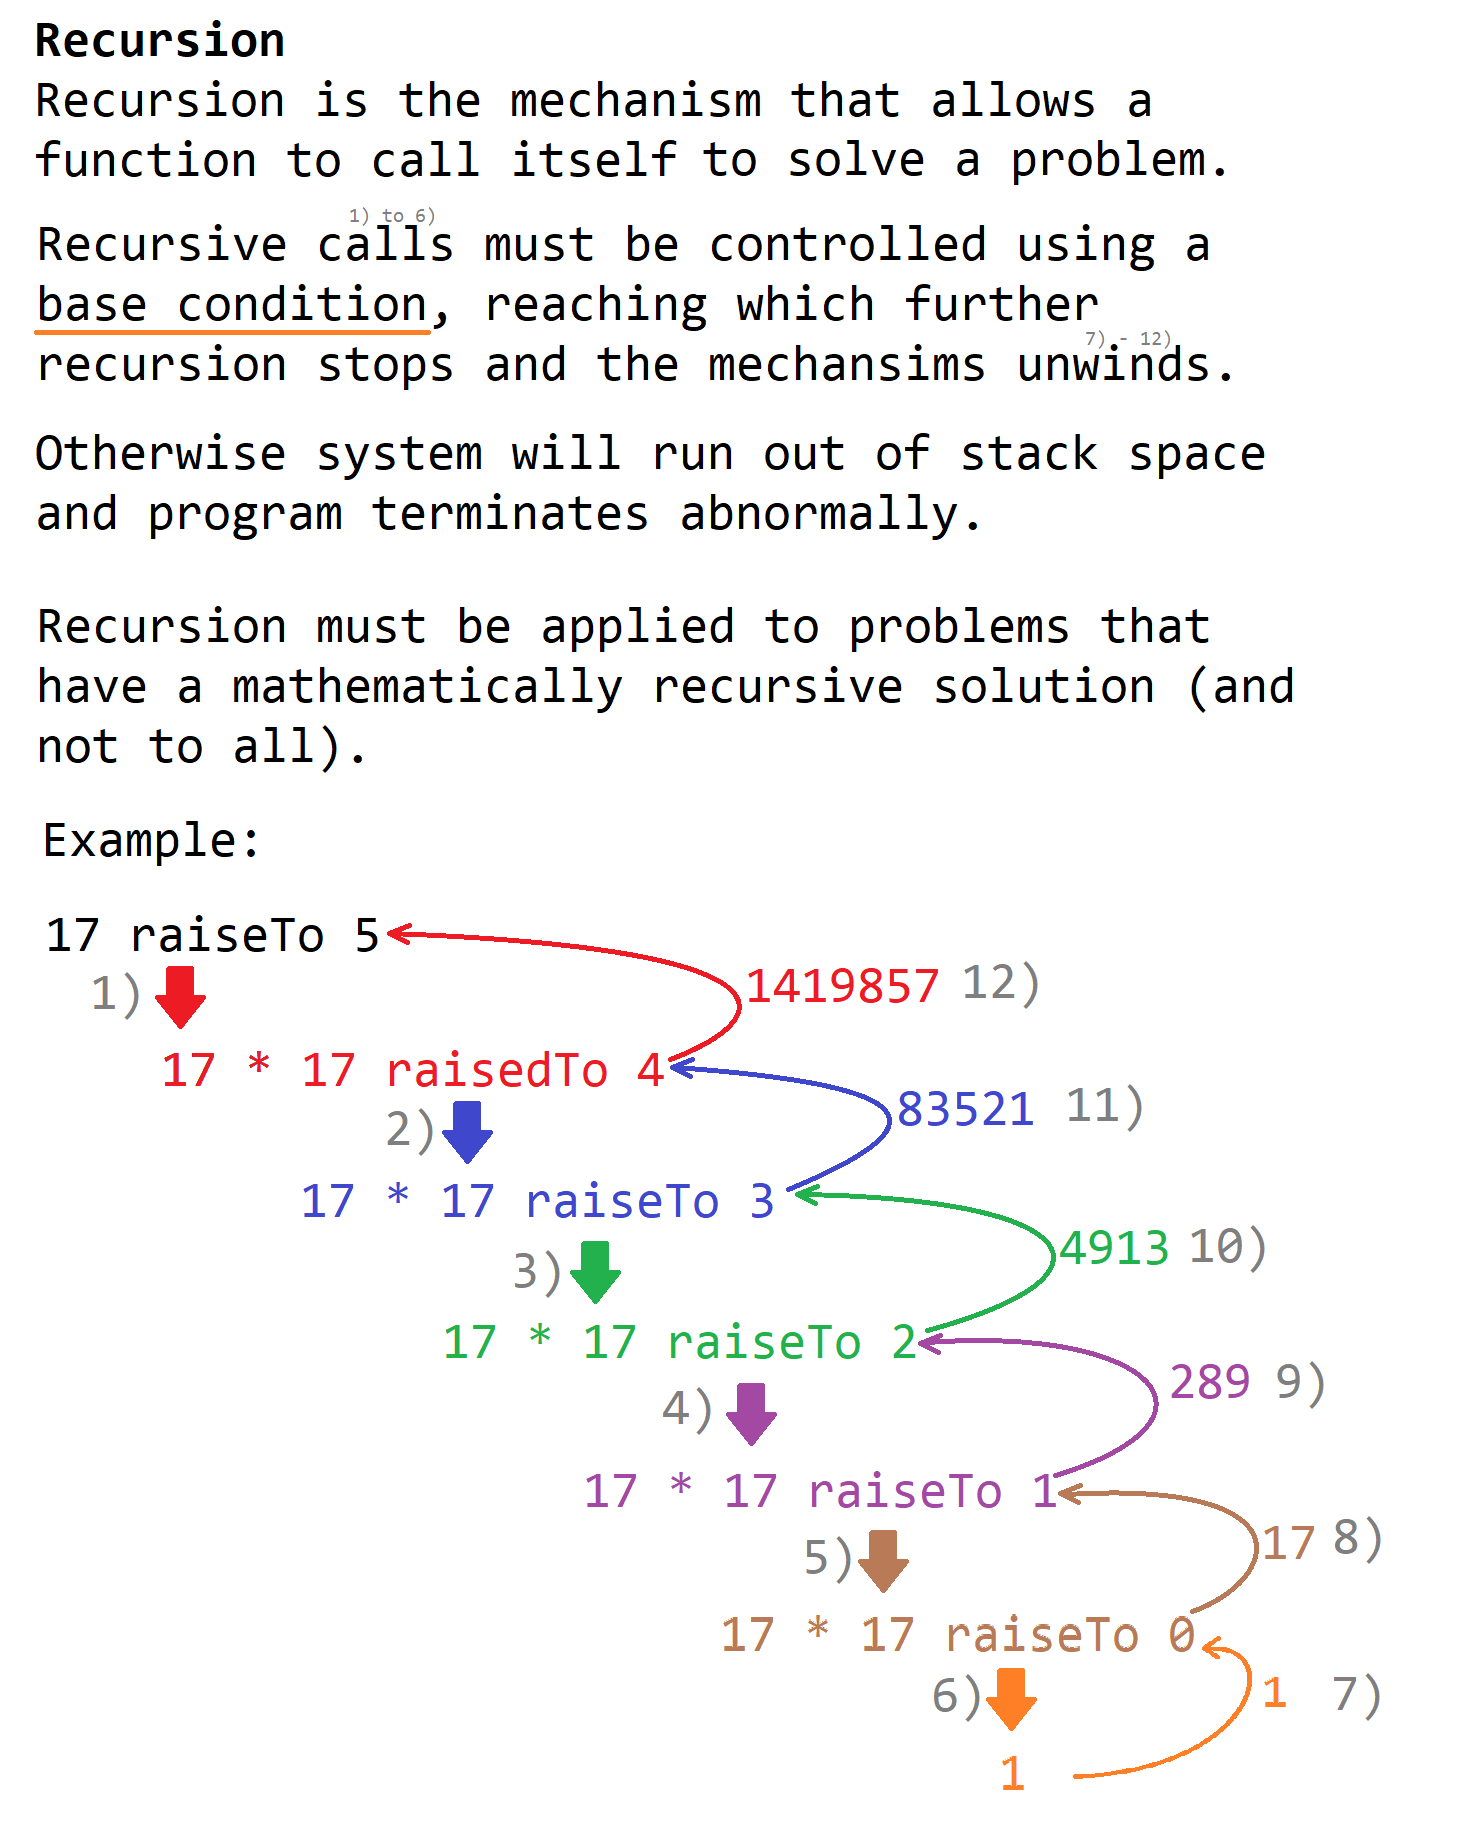 Recursion
Recursion is the mechanism that allows a
function to call itself to solve a problem.
1) to 6)
Recursive calls must be controlled using a
base condition, reaching which further
7) - 12)
recursion stops and the mechansims unwinds.
Otherwise system will run out of stack space
and program terminates abnormally.
Recursion must be applied to problems that
have a mathematically recursive solution (and
not to all).
Example:
17 raiseTo 5
1) 1419857 12)
17 * 17 raisedTo 4
2) 83521 11)
17 * 17 raiseTo 3
3) 4913 10)
17 * 17 raiseTo 2
4) 289 9)
17 * 17 raiseTo 1
5) 17 8)
17 * 17 raiseTo 0
6) 1 7)
1